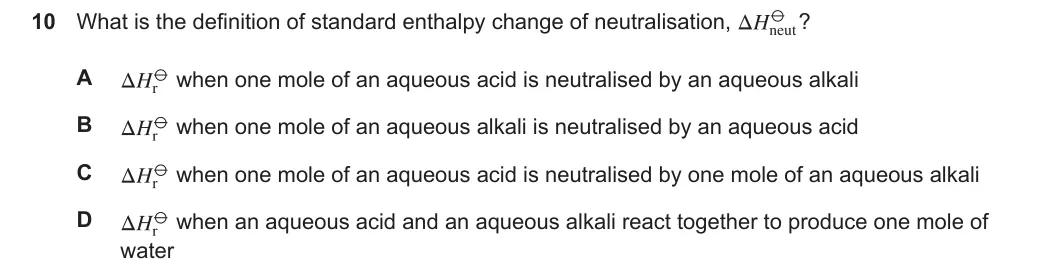 10 What is the definition of standard enthalpy change of neutralisation, ΔH⦵neut?
A ΔH⦵r when one mole of an aqueous acid is neutralised by an aqueous alkali
B ΔH⦵r when one mole of an aqueous alkali is neutralised by an aqueous acid
C ΔH⦵r when one mole of an aqueous acid is neutralised by one mole of an aqueous alkali
D ΔH⦵r when an aqueous acid and an aqueous alkali react together to produce one mole of
water